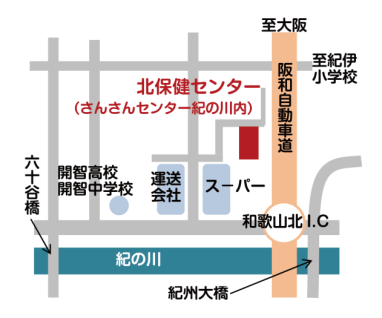 至大阪
至紀伊
小学校
北保健センター
(さんさんセンター紀の川内)
阪和自動車道
六十谷橋
開智高校
開智中学校
運送
会社
スーパー
和歌山北I.C
紀の川
紀州大橋